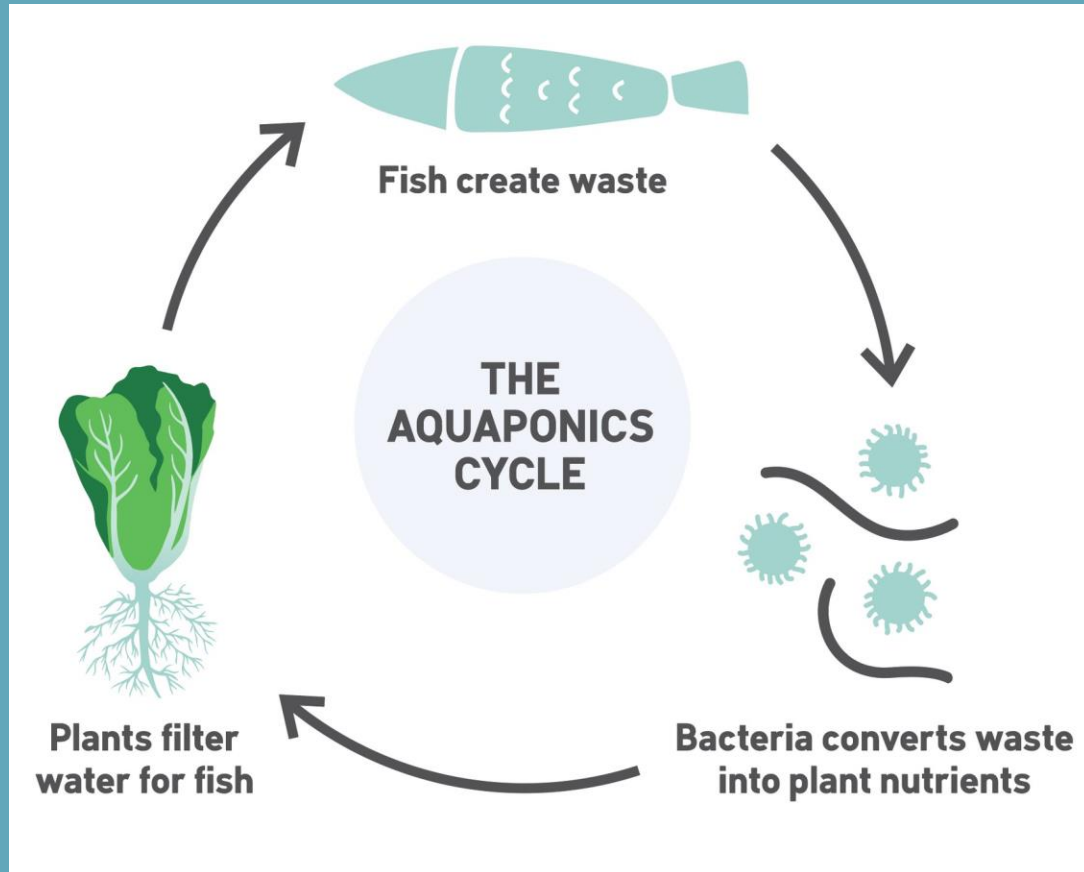 Fish create waste
THE
AQUAPONICS
CYCLE
Plants filter
water for fish
Bacteria converts waste
into plant nutrients